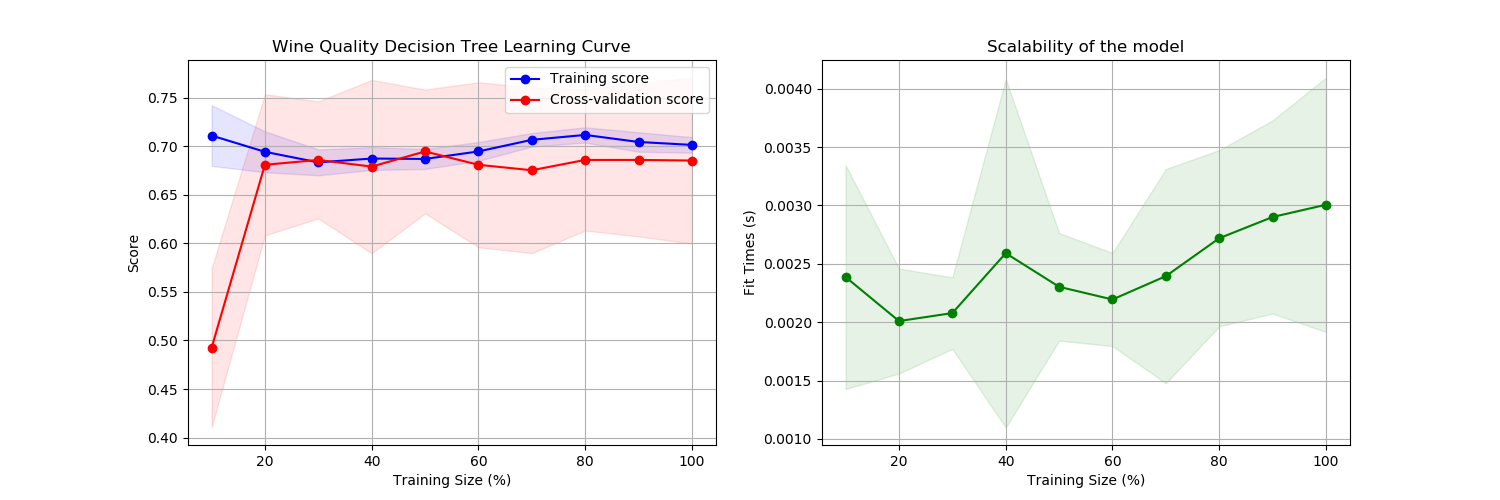 Wine Quality Decision Tree Learning Curve
Training score
Cross-validation score
Score
0.75
0.70
0.65
0.60
0.55
0.50
0.45
0.40
20 40 60 80 100
Training Size (%)
Scalability of the model
Fit Times (s)
0.0040
0.0035
0.0030
0.0025
0.0020
0.0015
0.0010
20 40 60 80 100
Training Size (%)